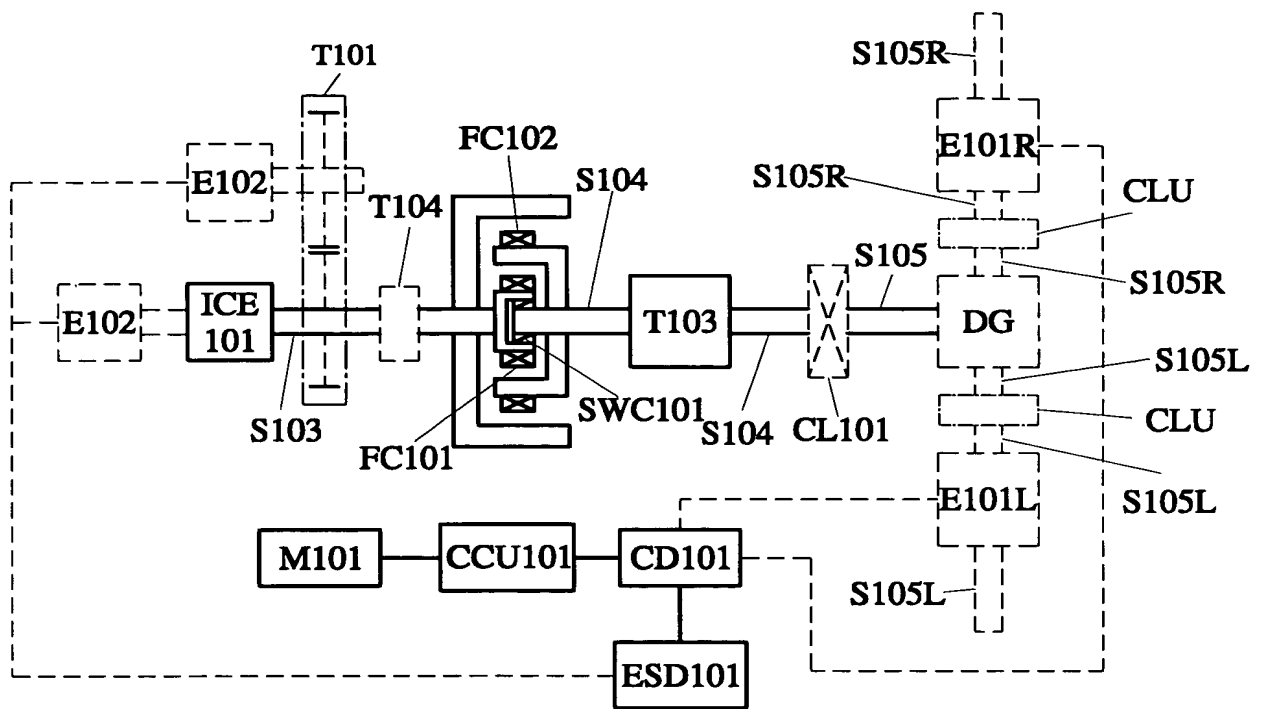 S105R
T101
FC102
E101R
S104
E102
S105R
CLU
T104
S105
S105R
ICE
101
E102
T103
DG
S105L
SWC101
S103
S104
CL101
CLU
FC101
E101L
S105L
M101
CCU101
CD101
S105L
ESD101